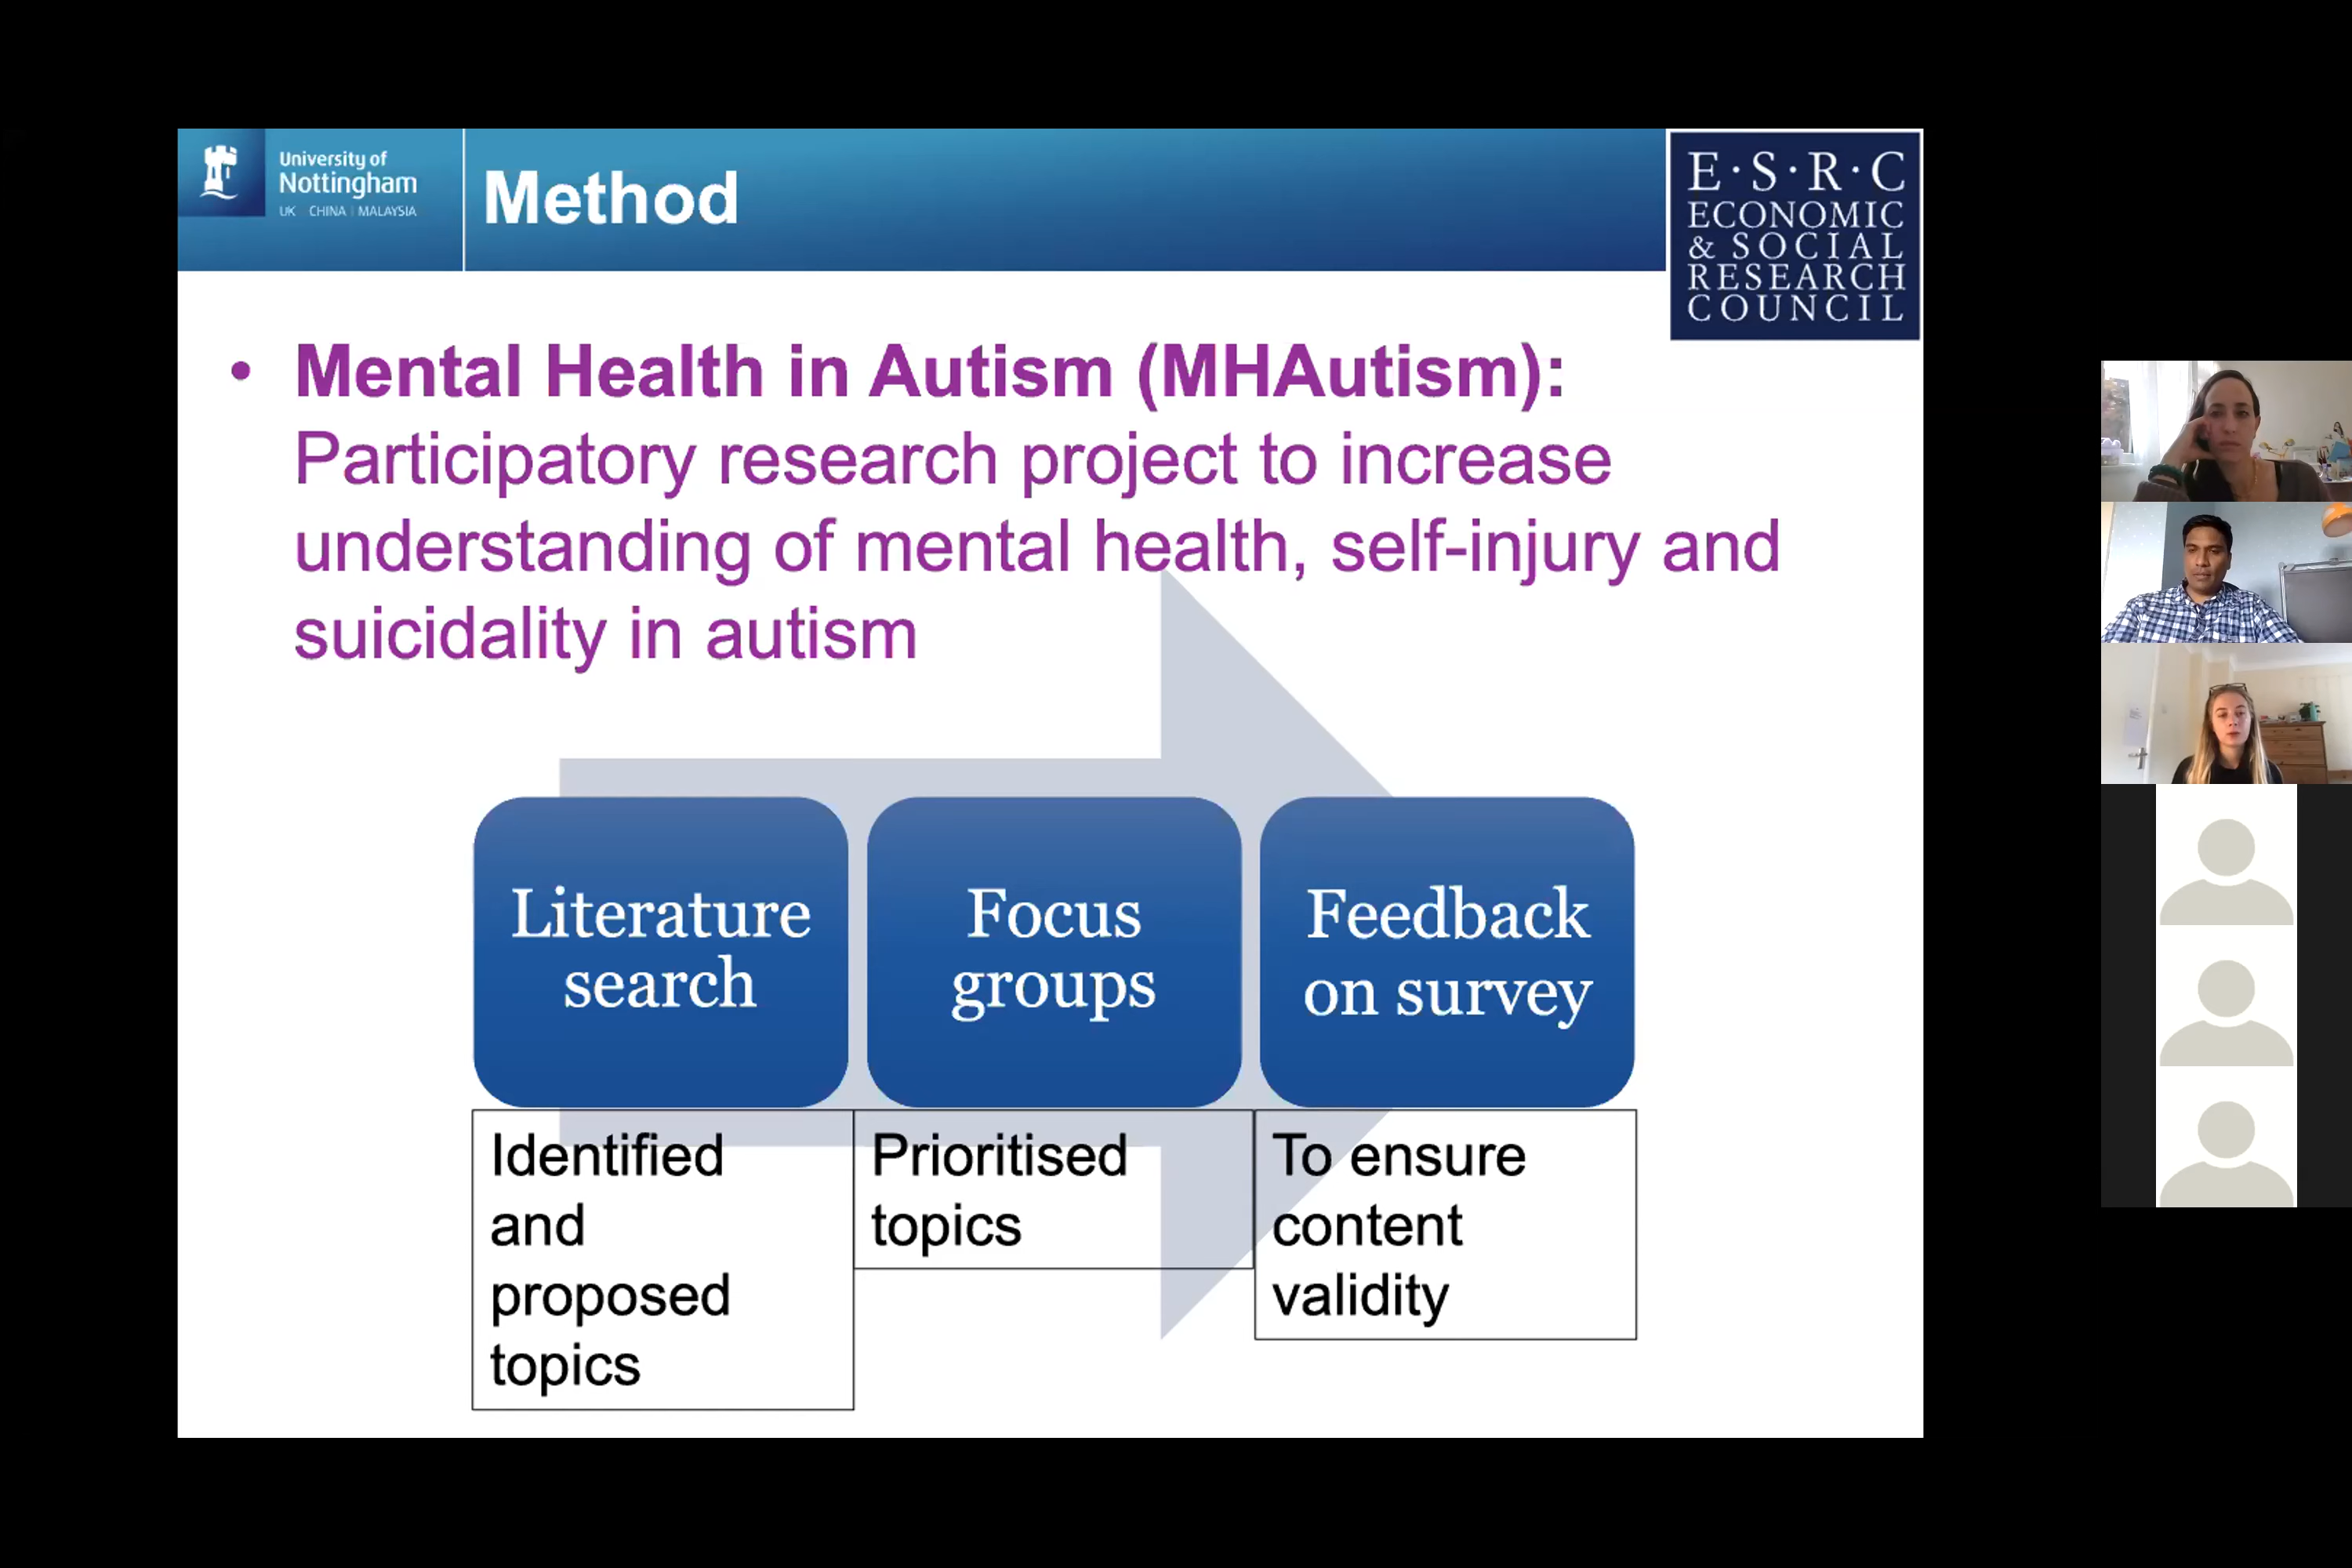 University of
Nottingham
UK | CHINA | MALAYSIA
Method
E·S·R·C
ECONOMIC
& SOCIAL
RESEARCH
COUNCIL
• Mental Health in Autism (MHAutism):
Participatory research project to increase
understanding of mental health, self-injury and
suicidality in autism
Literature
search
Focus
groups
Feedback
on survey
Identified
and
proposed
topics
Prioritised
topics
To ensure
content
validity